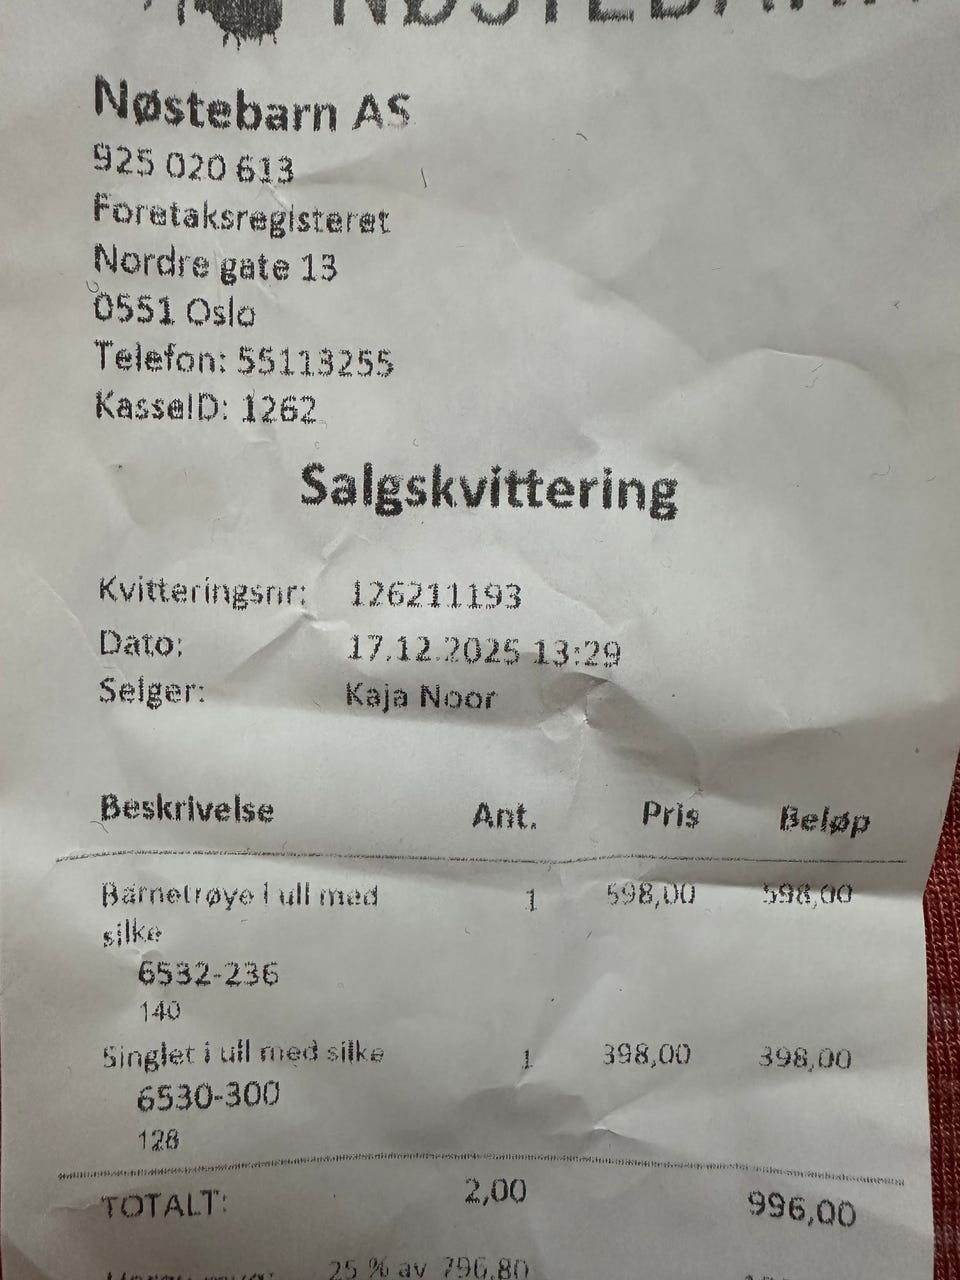 Nøstebarn AS
925 020 613
Foretaksregisteret
Nordre gate 13
0551 Oslo
Telefon: 55113255
KasseID: 1262
Salgskvittering
Kvitteringsnr: 126211193
Dato: 17.12.2025 13:29
Selger: Kaja Noor
Beskrivelse Ant. Pris Beløp
Barnetrøye i ull med 1 598,00 598,00
silke
6532-236
140
Singlet i ull med silke 1 398,00 398,00
6530-300
128
TOTALT: 2,00 996,00
25 % av 796,80